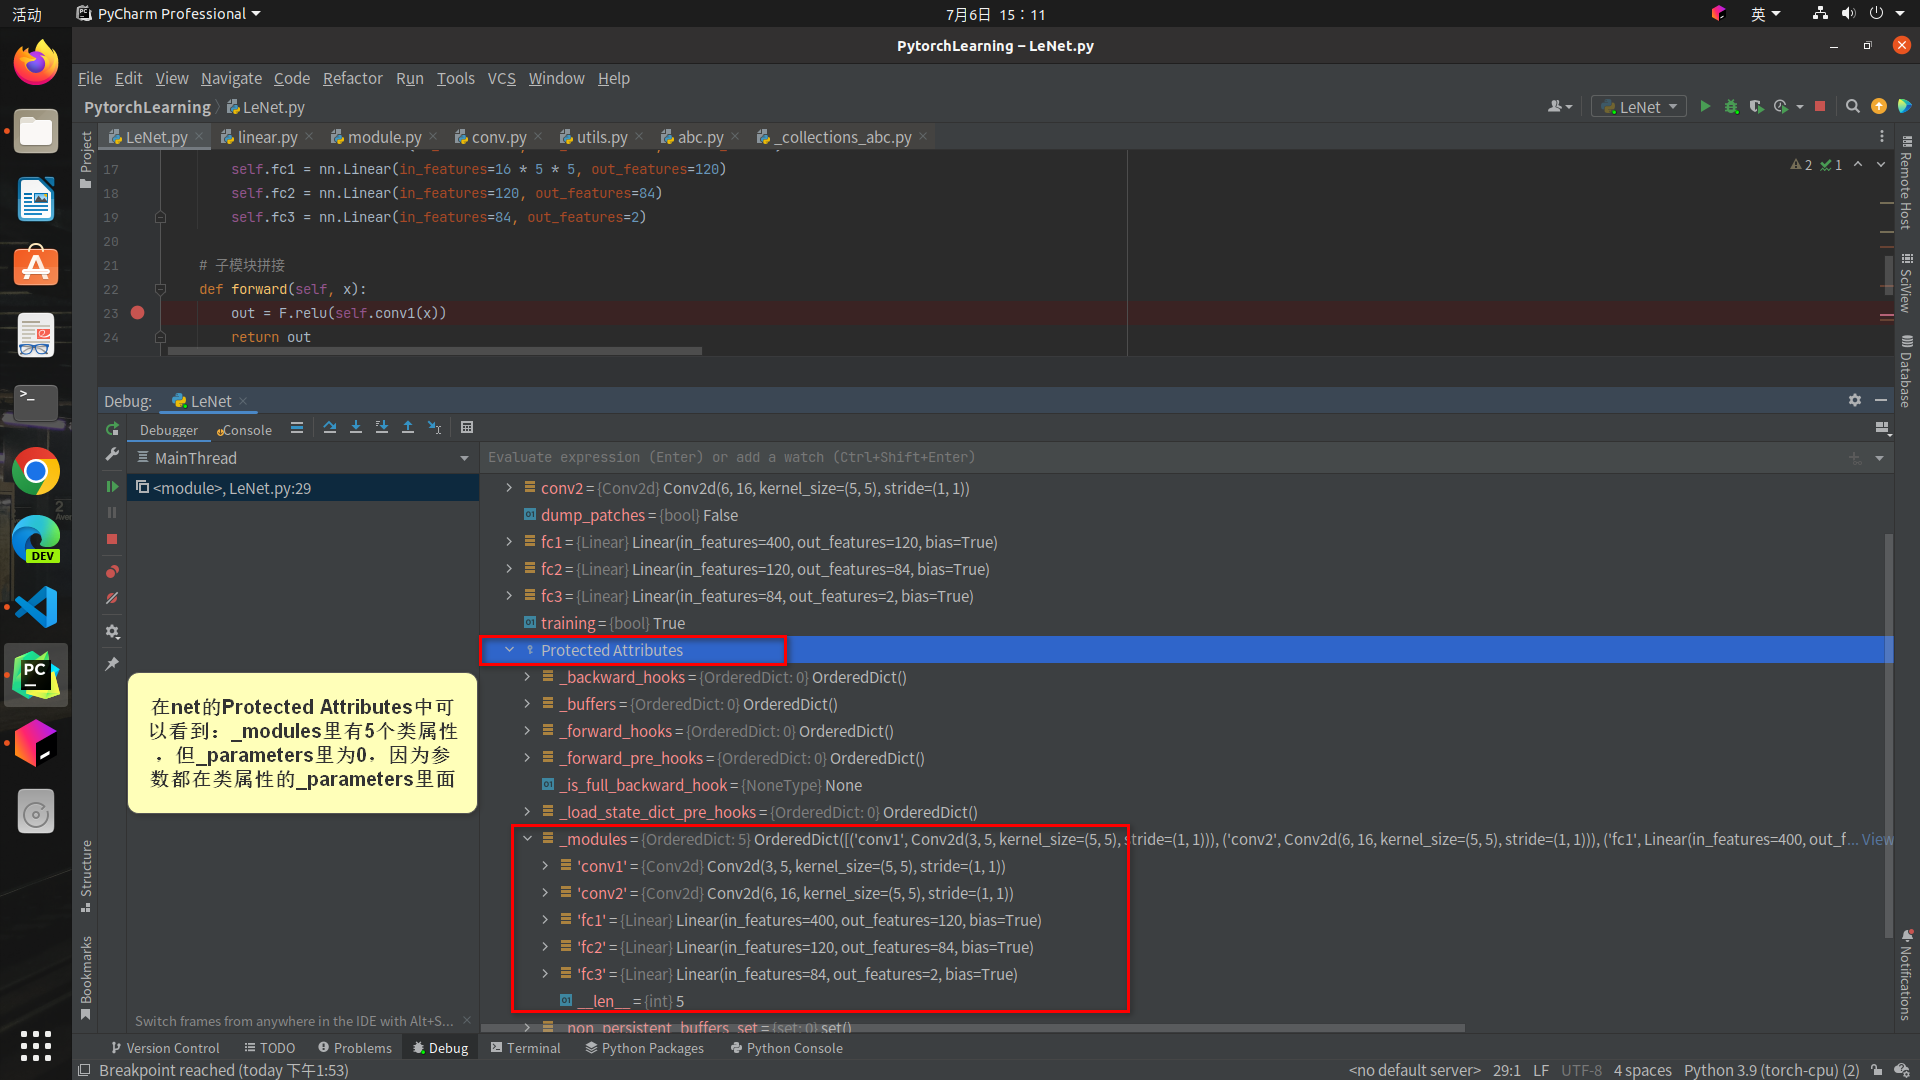 活动
PyCharm Professional
7月6日 15：11
英
PytorchLearning – LeNet.py
File Edit View Navigate Code Refactor Run Tools VCS Window Help
PytorchLearning LeNet.py
LeNet
LeNet.py linear.py module.py conv.py utils.py abc.py _collections_abc.py
Project
2 1
17 self.fc1 = nn.Linear(in_features=16 * 5 * 5, out_features=120)
18 self.fc2 = nn.Linear(in_features=120, out_features=84)
19 self.fc3 = nn.Linear(in_features=84, out_features=2)
20
21 # 子模块拼接
22 def forward(self, x):
23 out = F.relu(self.conv1(x))
24 return out
Remote Host
SciView
Database
Notifications
Debug: LeNet
Debugger Console
MainThread
Evaluate expression (Enter) or add a watch (Ctrl+Shift+Enter)
<module>, LeNet.py:29
conv2 = {Conv2d} Conv2d(6, 16, kernel_size=(5, 5), stride=(1, 1))
dump_patches = {bool} False
fc1 = {Linear} Linear(in_features=400, out_features=120, bias=True)
fc2 = {Linear} Linear(in_features=120, out_features=84, bias=True)
fc3 = {Linear} Linear(in_features=84, out_features=2, bias=True)
training = {bool} True
Protected Attributes
_backward_hooks = {OrderedDict: 0} OrderedDict()
_buffers = {OrderedDict: 0} OrderedDict()
_forward_hooks = {OrderedDict: 0} OrderedDict()
_forward_pre_hooks = {OrderedDict: 0} OrderedDict()
_is_full_backward_hook = {NoneType} None
_load_state_dict_pre_hooks = {OrderedDict: 0} OrderedDict()
_modules = {OrderedDict: 5} OrderedDict([('conv1', Conv2d(3, 5, kernel_size=(5, 5), stride=(1, 1))), ('conv2', Conv2d(6, 16, kernel_size=(5, 5), stride=(1, 1))), ('fc1', Linear(in_features=400, out_f... View
'conv1' = {Conv2d} Conv2d(3, 5, kernel_size=(5, 5), stride=(1, 1))
'conv2' = {Conv2d} Conv2d(6, 16, kernel_size=(5, 5), stride=(1, 1))
'fc1' = {Linear} Linear(in_features=400, out_features=120, bias=True)
'fc2' = {Linear} Linear(in_features=120, out_features=84, bias=True)
'fc3' = {Linear} Linear(in_features=84, out_features=2, bias=True)
__len__ = {int} 5
_non_persistent_buffers_set = {set: 0} set()
在net的Protected Attributes中可
以看到：_modules里有5个类属性
，但_parameters里为0，因为参
数都在类属性的_parameters里面
DEV
PC
Structure
Bookmarks
Switch frames from anywhere in the IDE with Alt+S...
Version Control TODO Problems Debug Terminal Python Packages Python Console
Breakpoint reached (today 下午1:53)
<no default server> 29:1 LF UTF-8 4 spaces Python 3.9 (torch-cpu) (2)